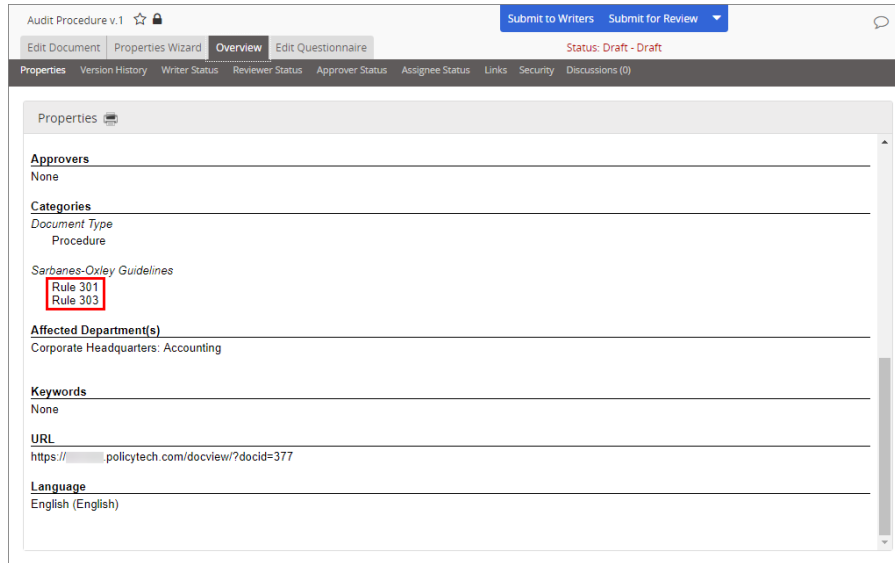 Audit Procedure v.1
Submit to Writers Submit for Review
Edit Document Properties Wizard Overview Edit Questionnaire
Status: Draft - Draft
Properties Version History Writer Status Reviewer Status Approver Status Assignee Status Links Security Discussions (0)
Properties
Approvers
None
Categories
Document Type
Procedure
Sarbanes-Oxley Guidelines
Rule 301
Rule 303
Affected Department(s)
Corporate Headquarters: Accounting
Keywords
None
URL
https:// .policytech.com/docview/?docid=377
Language
English (English)